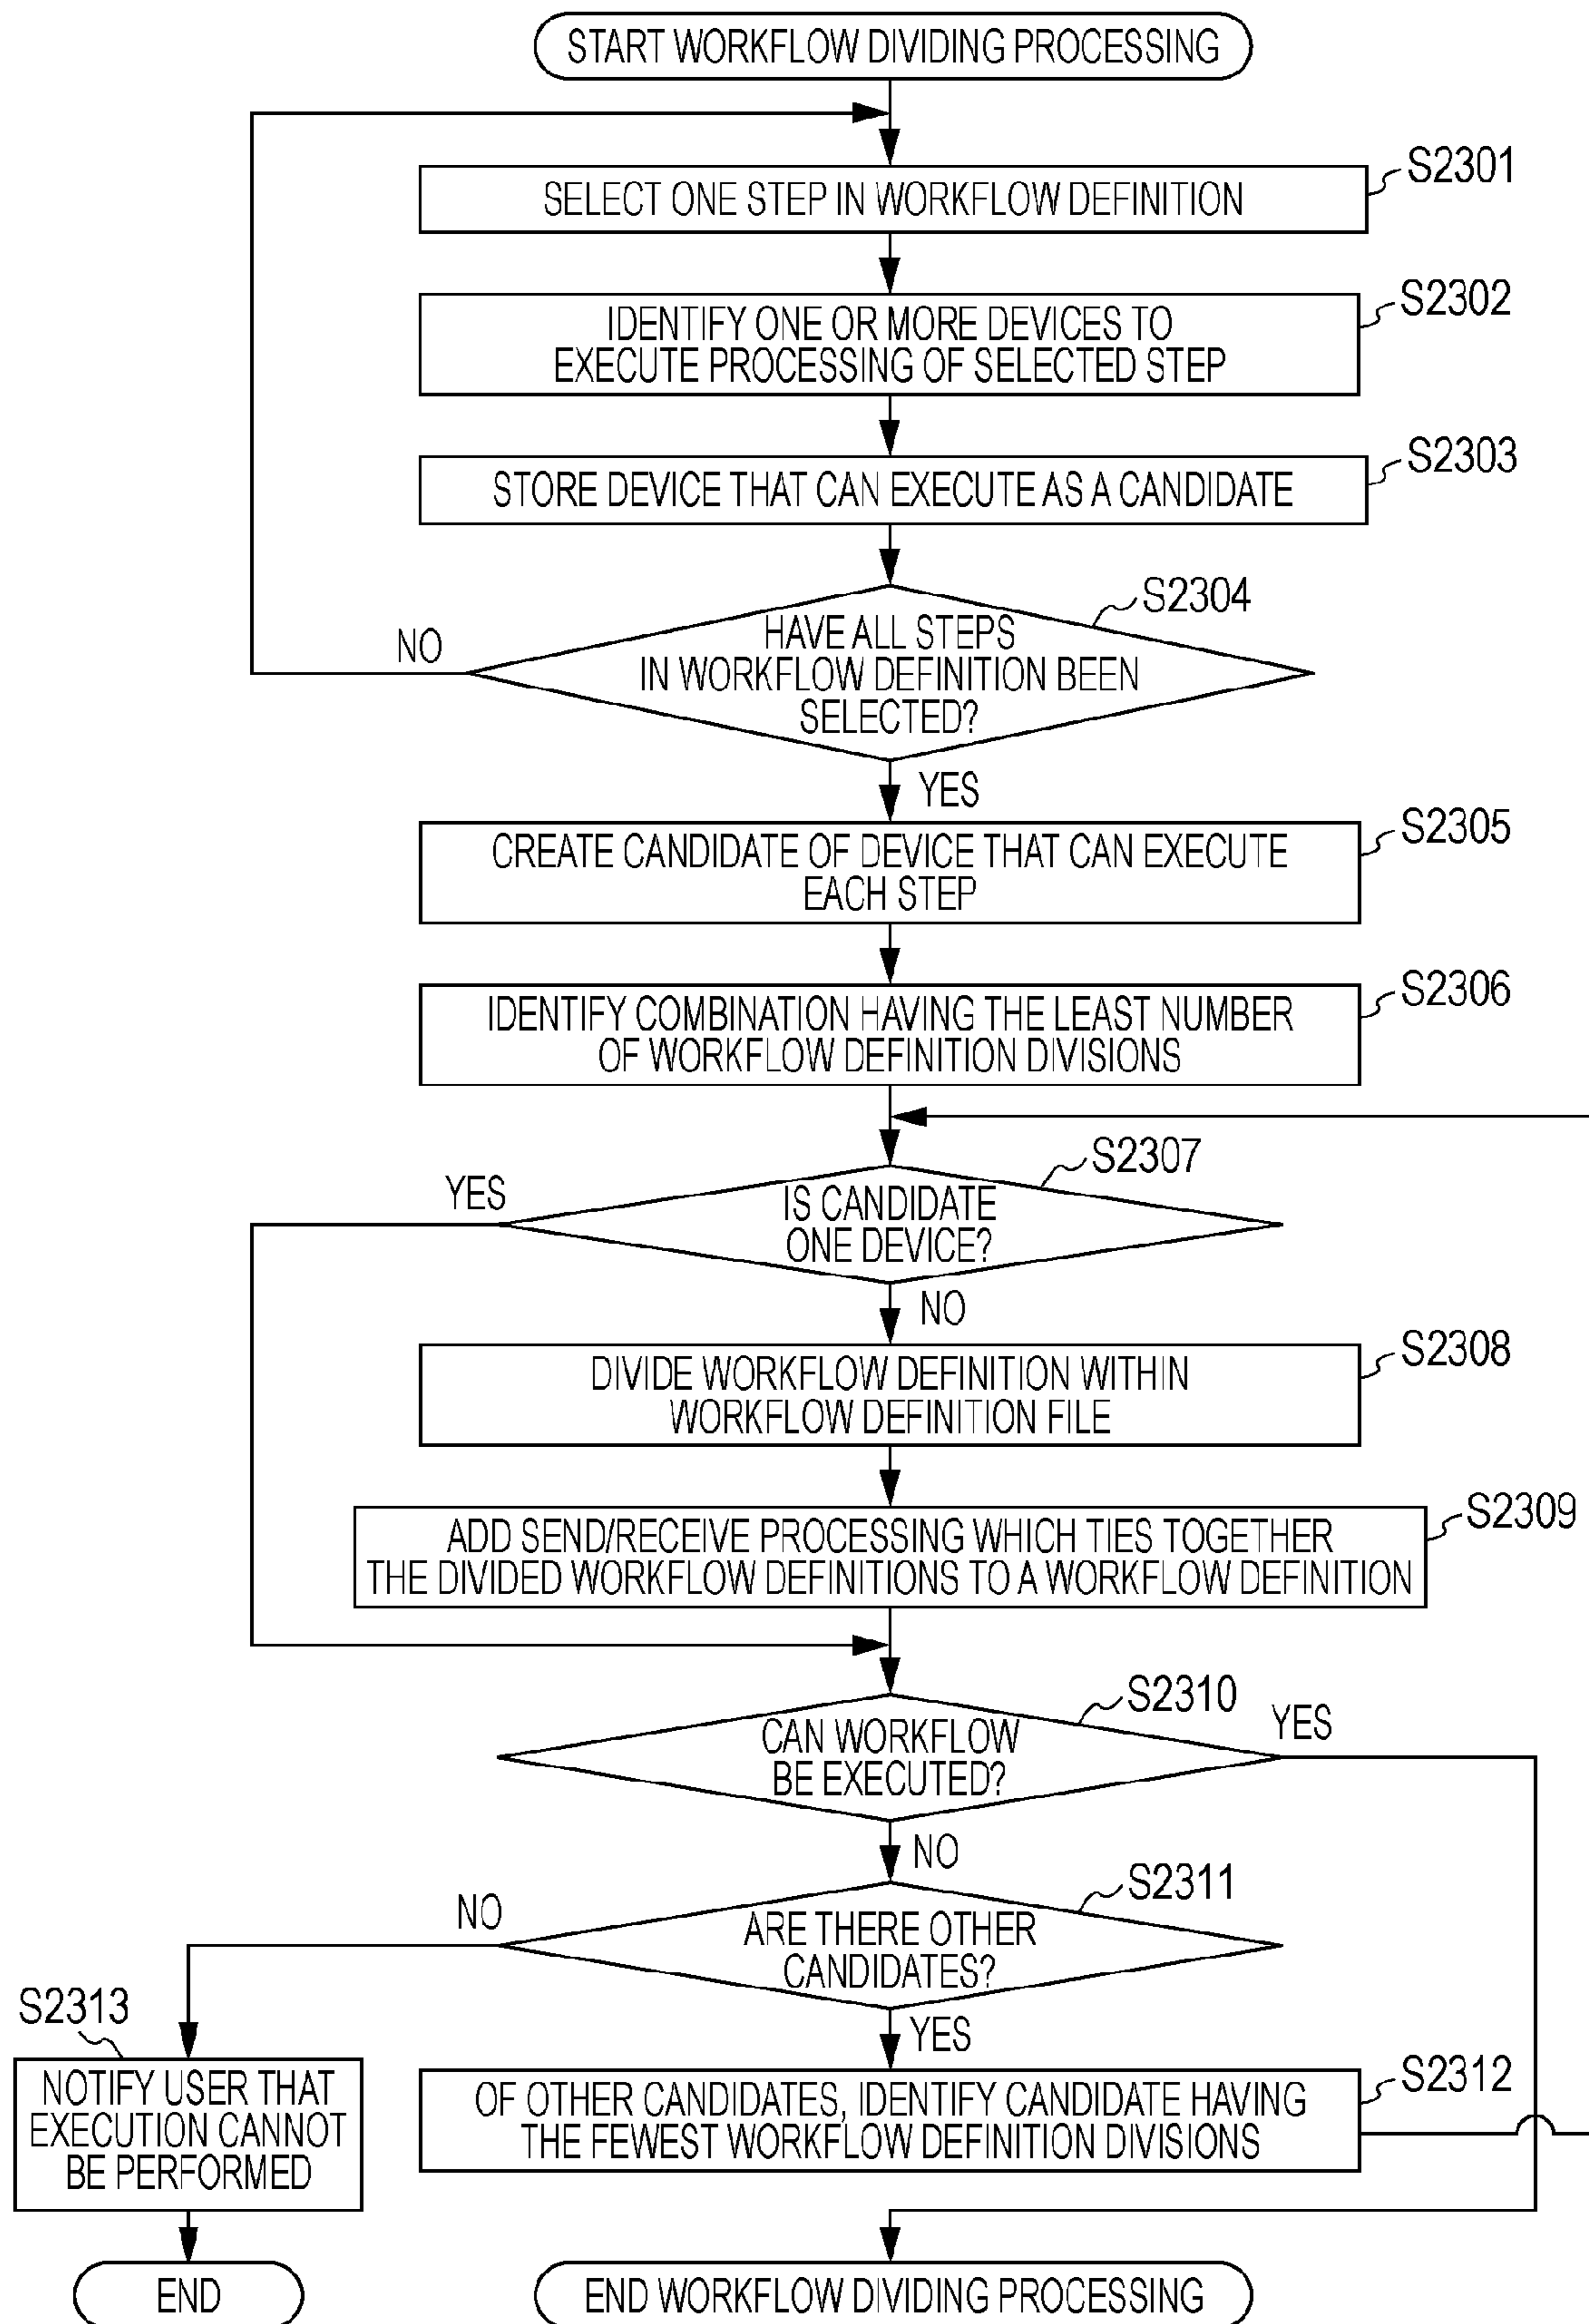 START WORKFLOW DIVIDING PROCESSING
S2301
SELECT ONE STEP IN WORKFLOW DEFINITION
S2302
IDENTIFY ONE OR MORE DEVICES TO
EXECUTE PROCESSING OF SELECTED STEP
S2303
STORE DEVICE THAT CAN EXECUTE AS A CANDIDATE
S2304
HAVE ALL STEPS
IN WORKFLOW DEFINITION BEEN
SELECTED?
NO
YES
S2305
CREATE CANDIDATE OF DEVICE THAT CAN EXECUTE
EACH STEP
S2306
IDENTIFY COMBINATION HAVING THE LEAST NUMBER
OF WORKFLOW DEFINITION DIVISIONS
S2307
YES
IS CANDIDATE
ONE DEVICE?
NO
S2308
DIVIDE WORKFLOW DEFINITION WITHIN
WORKFLOW DEFINITION FILE
S2309
ADD SEND/RECEIVE PROCESSING WHICH TIES TOGETHER
THE DIVIDED WORKFLOW DEFINITIONS TO A WORKFLOW DEFINITION
S2310
YES
CAN WORKFLOW
BE EXECUTED?
NO
S2311
NO
ARE THERE OTHER
CANDIDATES?
YES
S2313
NOTIFY USER THAT
EXECUTION CANNOT
BE PERFORMED
S2312
OF OTHER CANDIDATES, IDENTIFY CANDIDATE HAVING
THE FEWEST WORKFLOW DEFINITION DIVISIONS
END
END WORKFLOW DIVIDING PROCESSING